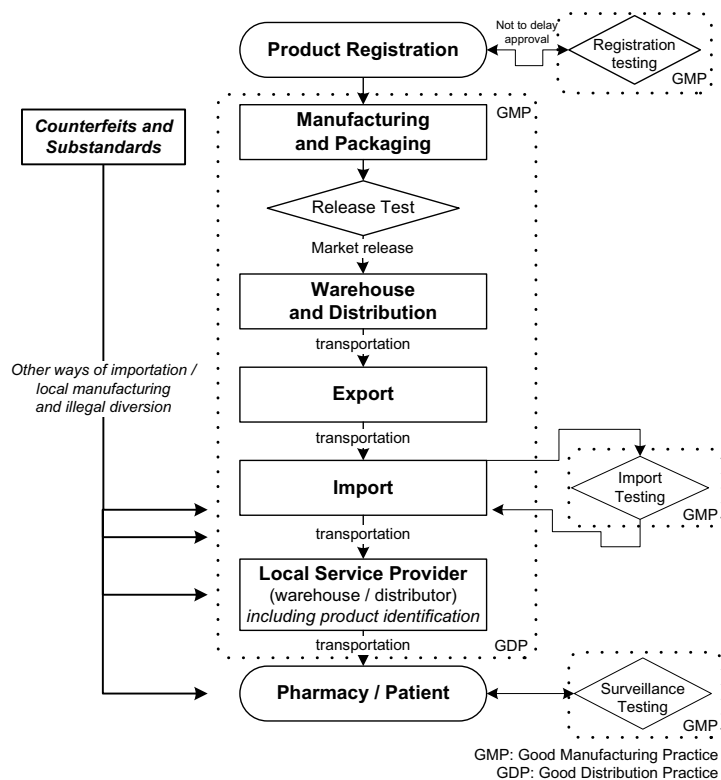 Product Registration
Not to delay
approval
Registration
testing
GMP
GMP
Manufacturing
and Packaging
Counterfeits and
Substandards
Release Test
Market release
Warehouse
and Distribution
transportation
Other ways of importation /
local manufacturing
and illegal diversion
Export
transportation
Import
Import
Testing
GMP
transportation
Local Service Provider
(warehouse / distributor)
including product identification
transportation
GDP
Pharmacy / Patient
Surveillance
Testing
GMP
GMP: Good Manufacturing Practice
GDP: Good Distribution Practice